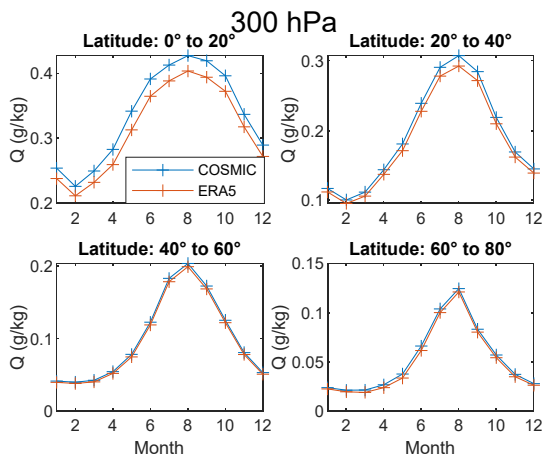 300 hPa
Latitude: 0° to 20°
Q (g/kg)
0.4
0.3
0.2
2 4 6 8 10 12
COSMIC
ERA5
Latitude: 20° to 40°
Q (g/kg)
0.3
0.2
0.1
2 4 6 8 10 12
Latitude: 40° to 60°
Q (g/kg)
0.2
0.1
0
2 4 6 8 10 12
Month
Latitude: 60° to 80°
Q (g/kg)
0.15
0.1
0.05
0
2 4 6 8 10 12
Month